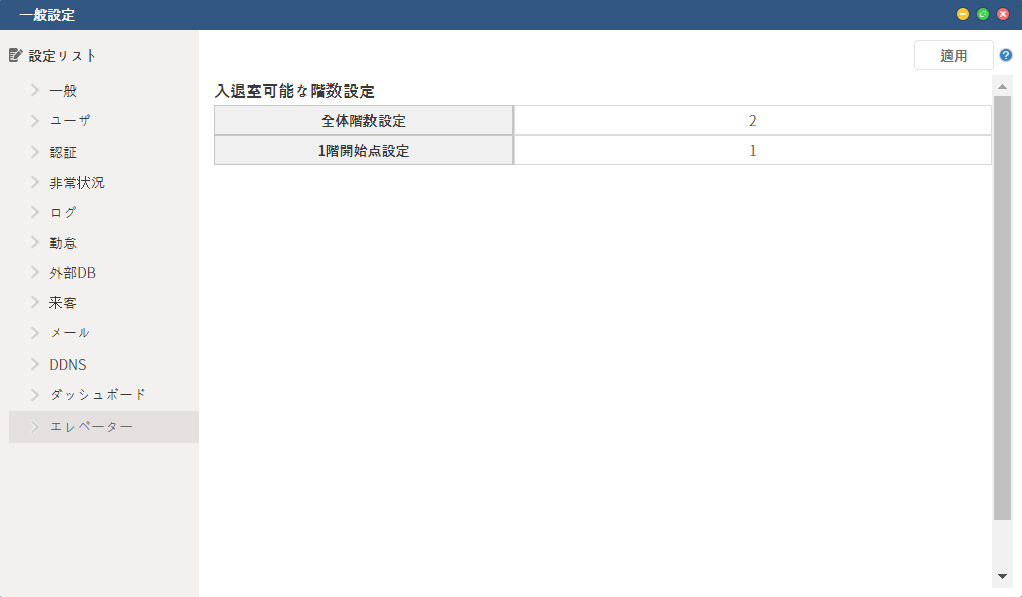 一般設定
設定リスト
一般
ユーザ
認証
非常状況
ログ
勤怠
外部DB
来客
メール
DDNS
ダッシュボード
エレベーター
適用
入退室可能な階数設定
全体階数設定 2
1階開始点設定 1